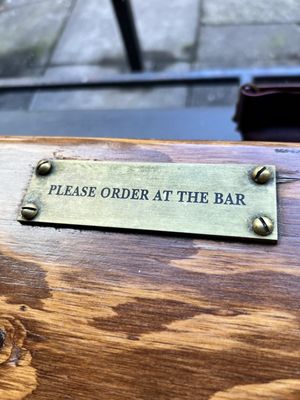 PLEASE ORDER AT THE BAR